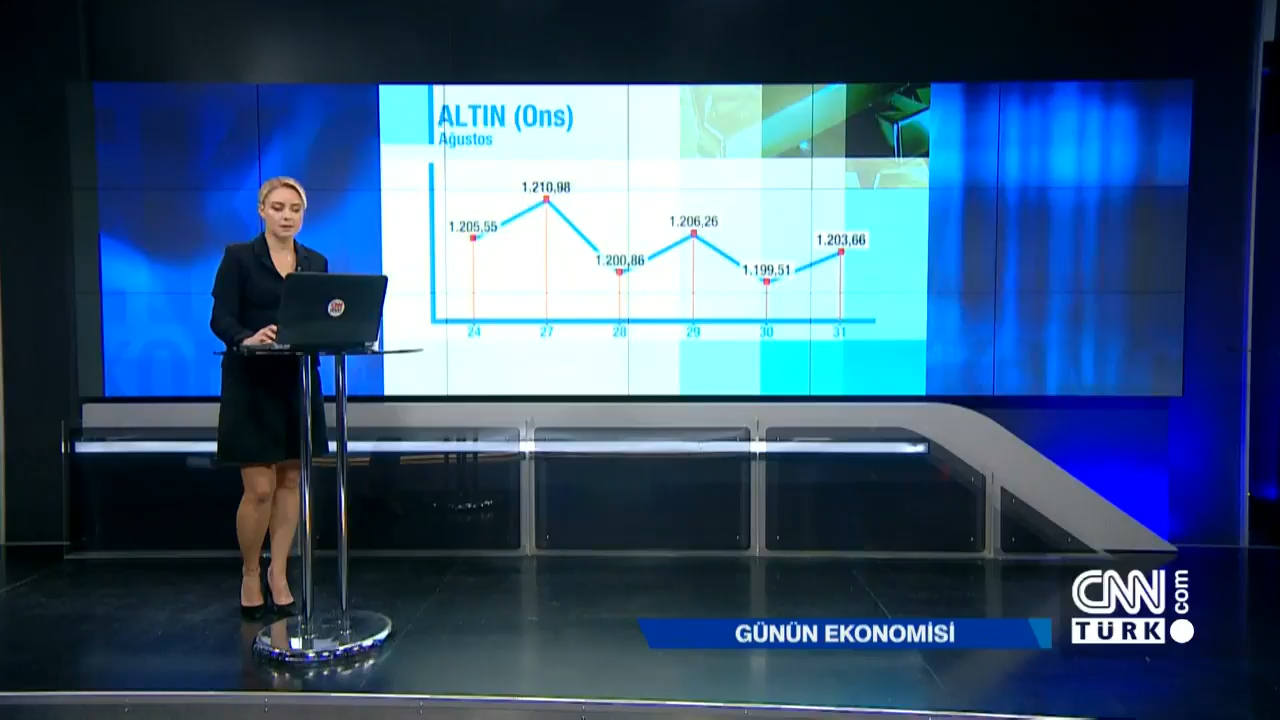 ALTIN (Ons)
Ağustos
1.210,98
1.205,55
1.206,26
1.203,66
1.200,86
1.199,51
24 27 28 29 30 31
GÜNÜN EKONOMİSİ
CNN
TÜRK
.com